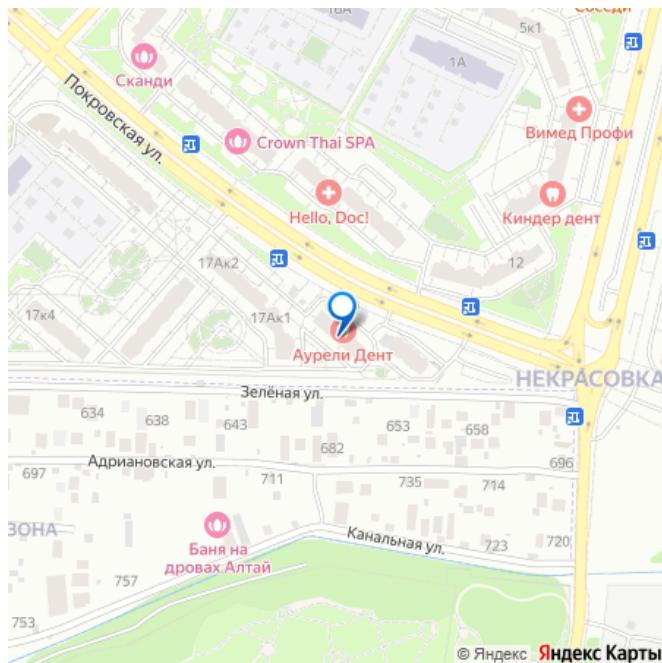 18А
Соседи
5к1
1А
Сканди
Покровская ул.
Crown Thai SPA
Вимед Профи
Hello, Doc!
Киндер дент
17Ак2
12
17к4
17Ак1
Аурели Дент
НЕКРАСОВКА
Зелёная ул.
634
638
643
653
658
682
696
Адриановская ул.
697
711
735
714
ЗОНА
Канальная ул.
723
720
Баня на
дровах Алтай
757
753
© Яндекс Яндекс Карты